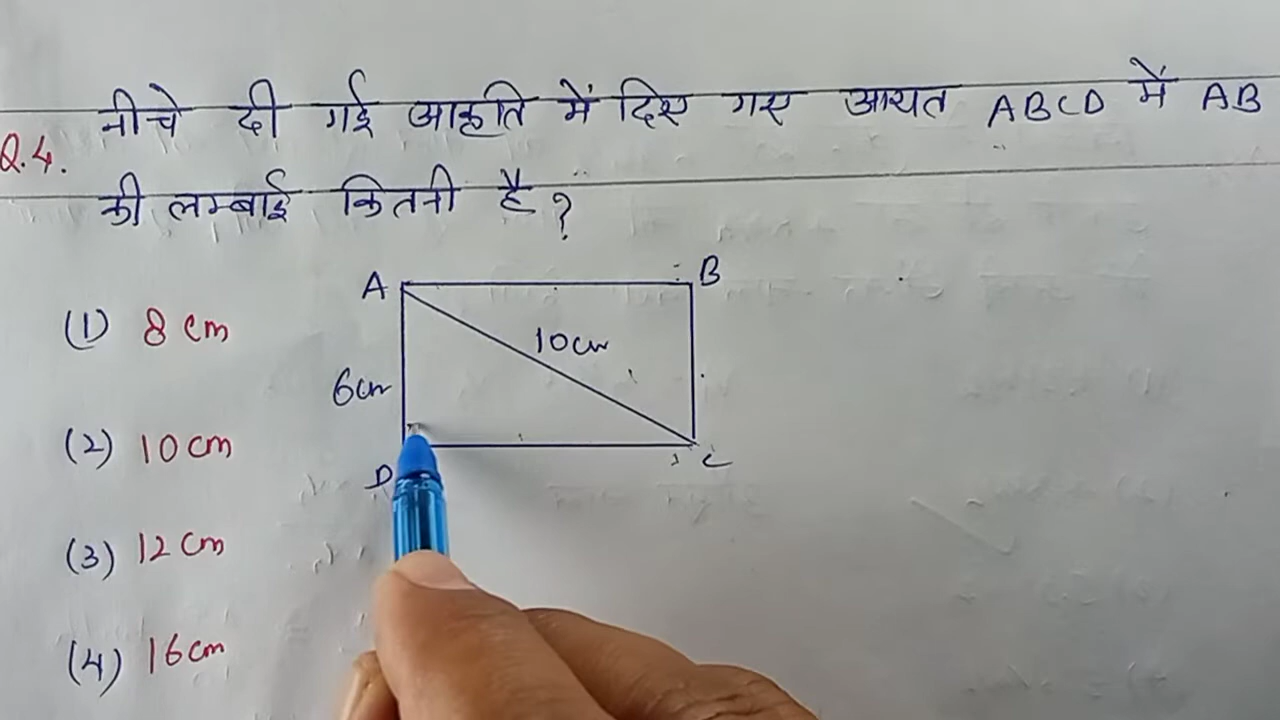 नीचे दी गई आकृति में दिए गए आयत ABCD में AB
Q.4.
की लम्बाई कितनी है?
A
B
(1) 8 cm
10cm
6cm
(2) 10 cm
D
C
(3) 12 cm
(4) 16 cm